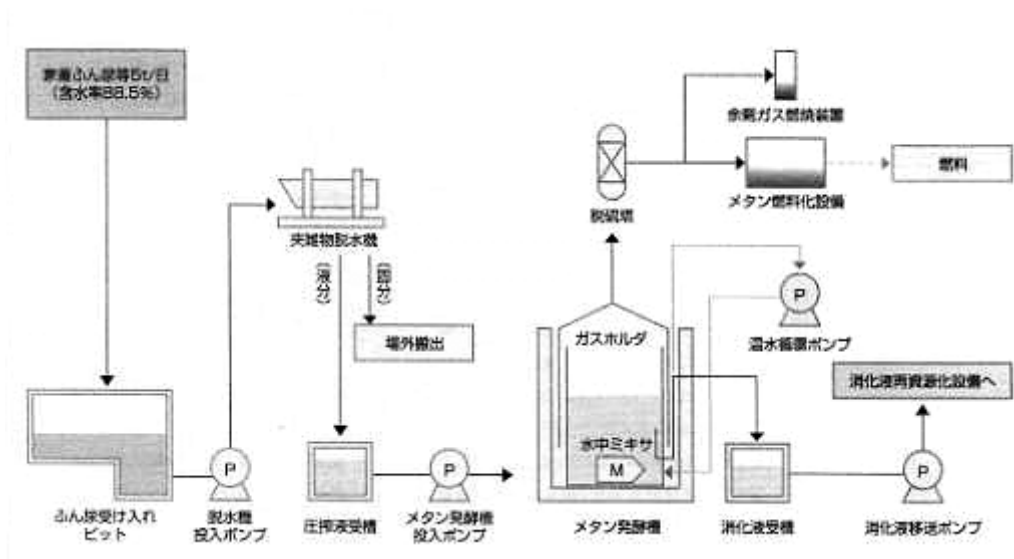 家畜ふん尿等5t/日
（含水率88.5%）
余剰ガス燃焼装置
燃料
脱硫塔
メタン燃料化設備
夾雑物脱水機
（液分）
（固分）
P
ガスホルダ
場外搬出
温水循環ポンプ
消化液再資源化設備へ
水中ミキサ
P
P
M
P
ふん尿受け入れ
ピット
脱水機
投入ポンプ
圧搾液受槽
メタン発酵槽
投入ポンプ
メタン発酵槽
消化液受槽
消化液移送ポンプ